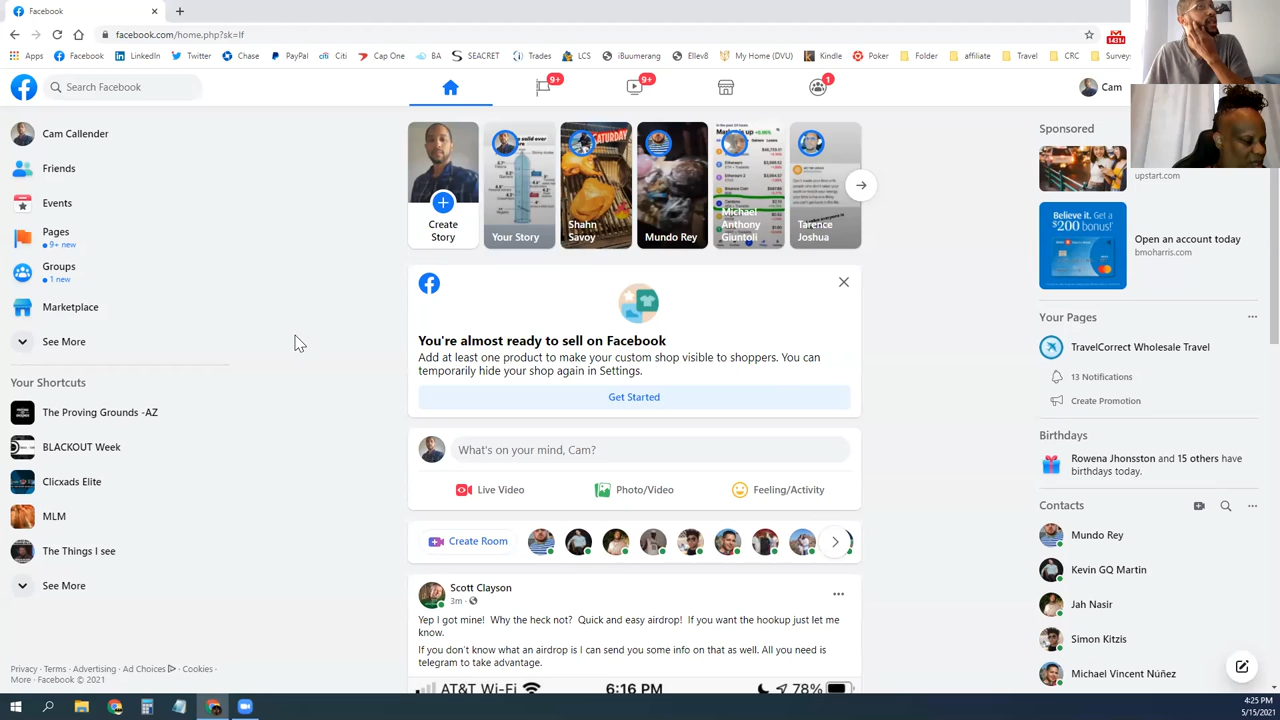 Facebook
facebook.com/home.php?sk=lf
1431
Apps Facebook LinkedIn Twitter Chase PayPal Citi Cap One BA SEACRET Trades LCS iBuumerang Ellev8 My Home (DVU) Kindle Poker Folder affiliate Travel CRC Survey
Search Facebook
9+
9+
1
Cam
Cam Callender
Friends
Events
Pages
9+ new
Groups
1 new
Marketplace
See More
Your Shortcuts
The Proving Grounds -AZ
BLACKOUT Week
Clicxads Elite
MLM
The Things I see
See More
Privacy · Terms · Advertising · Ad Choices · Cookies ·
More · Facebook © 2021
Create
Story
Your Story
SATURDAY
Shahn
Savoy
Mundo Rey
Michael
Anthony
Giuntoli
Tarence
Joshua
You're almost ready to sell on Facebook
Add at least one product to make your custom shop visible to shoppers. You can
temporarily hide your shop again in Settings.
Get Started
What's on your mind, Cam?
Live Video
Photo/Video
Feeling/Activity
Create Room
Scott Clayson
3m ·
Yep I got mine! Why the heck not? Quick and easy airdrop! If you want the hookup just let me
know.
If you don't know what an airdrop is I can send you some info on that as well. All you need is
telegram to take advantage.
AT&T Wi-Fi 6:16 PM 78%
Sponsored
upstart.com
Believe it. Get a
$200 bonus!
Open an account today
bmoharris.com
Your Pages
TravelCorrect Wholesale Travel
13 Notifications
Create Promotion
Birthdays
Rowena Jhonsston and 15 others have
birthdays today.
Contacts
Mundo Rey
Kevin GQ Martin
Jah Nasir
Simon Kitzis
Michael Vincent Nuñez
4:25 PM
5/15/2021